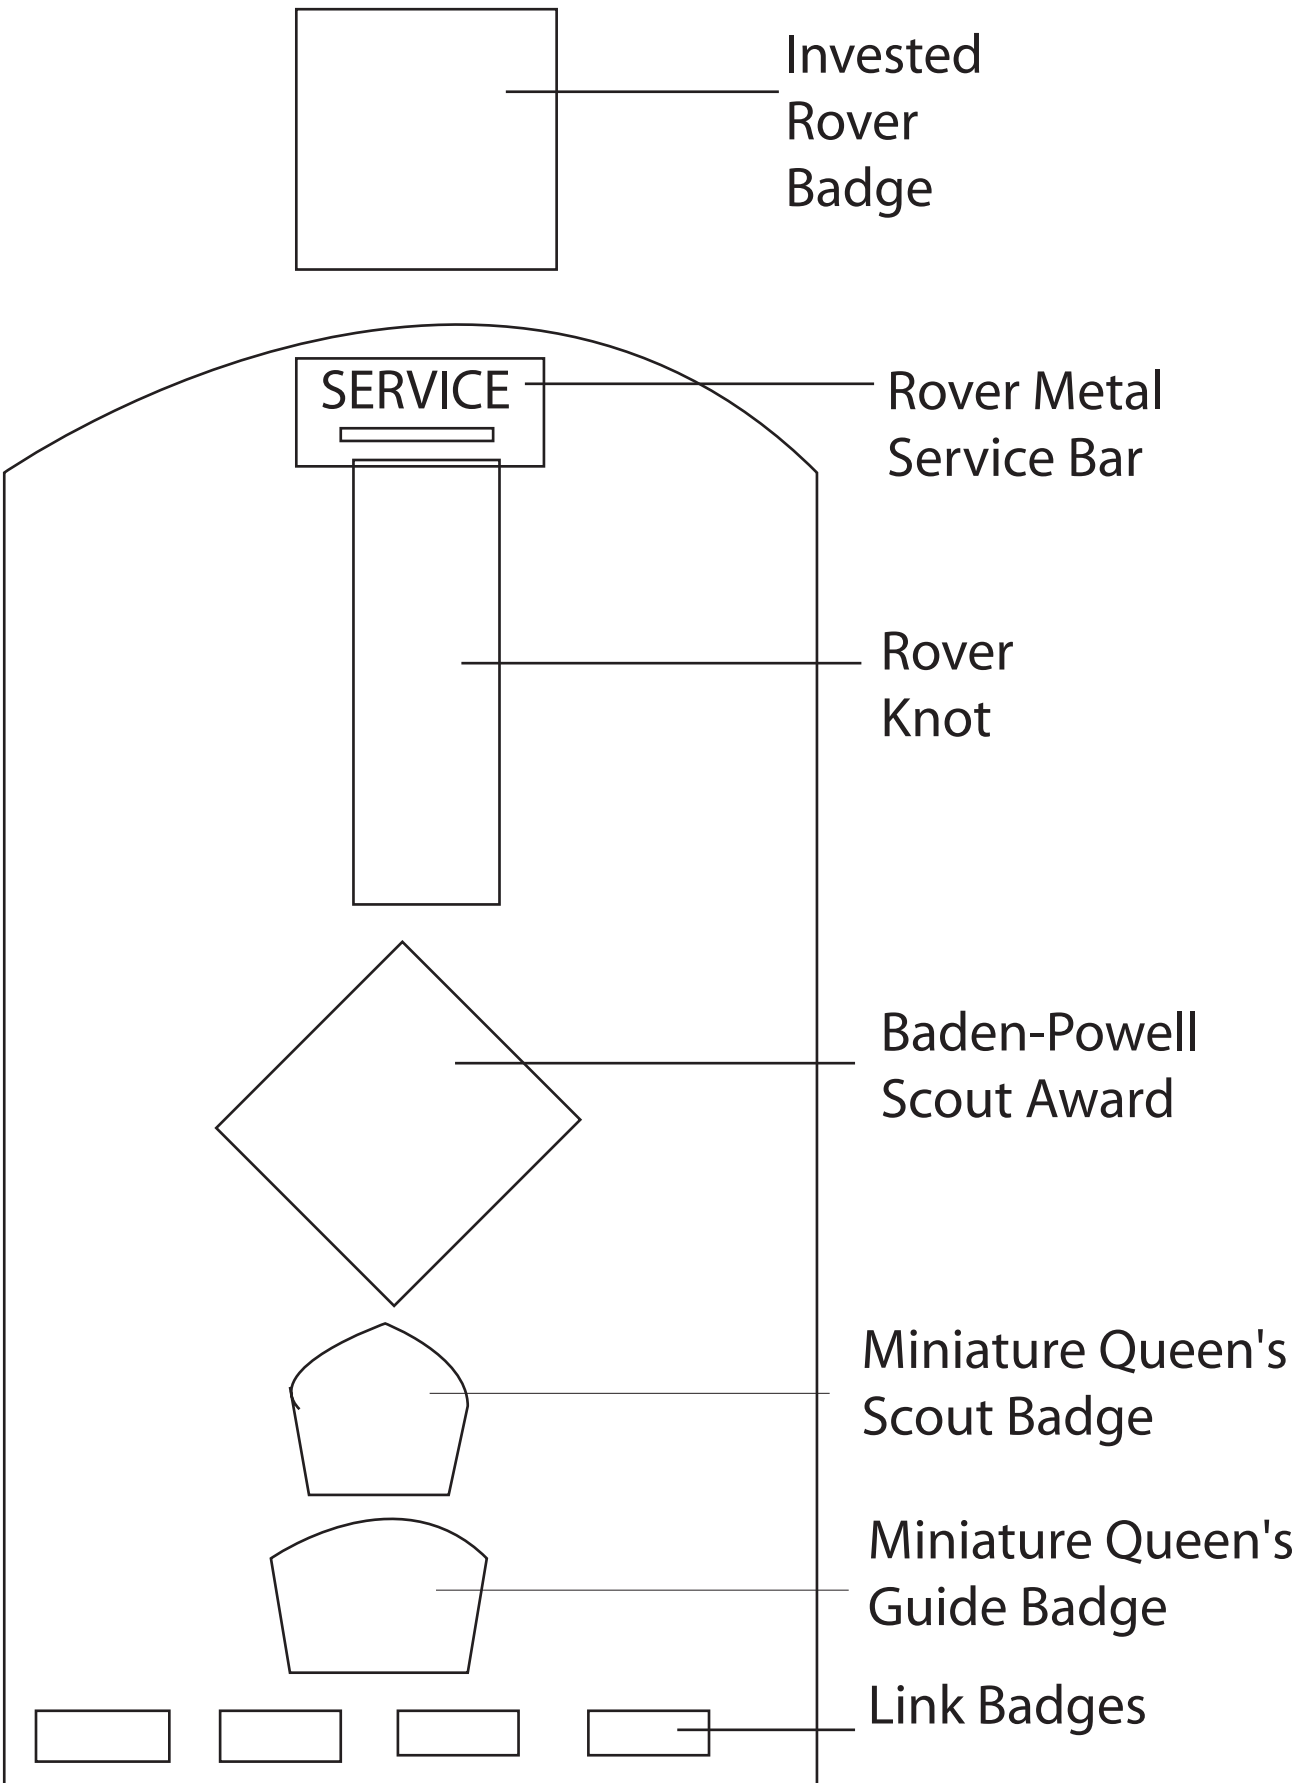 Invested
Rover
Badge
SERVICE
Rover Metal
Service Bar
Rover
Knot
Baden-Powell
Scout Award
Miniature Queen's
Scout Badge
Miniature Queen's
Guide Badge
Link Badges